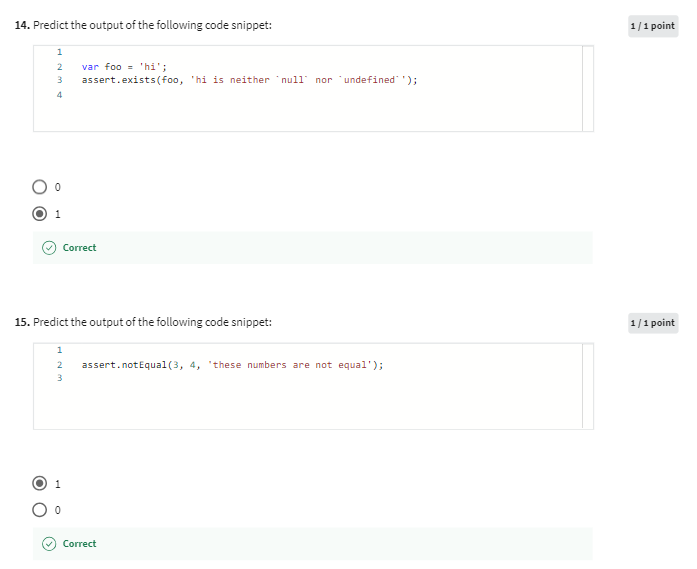 14. Predict the output of the following code snippet:
1 / 1 point
1
2 var foo = 'hi';
3 assert.exists(foo, 'hi is neither `null` nor `undefined`');
4
0
1
Correct
15. Predict the output of the following code snippet:
1 / 1 point
1
2 assert.notEqual(3, 4, 'these numbers are not equal');
3
1
0
Correct